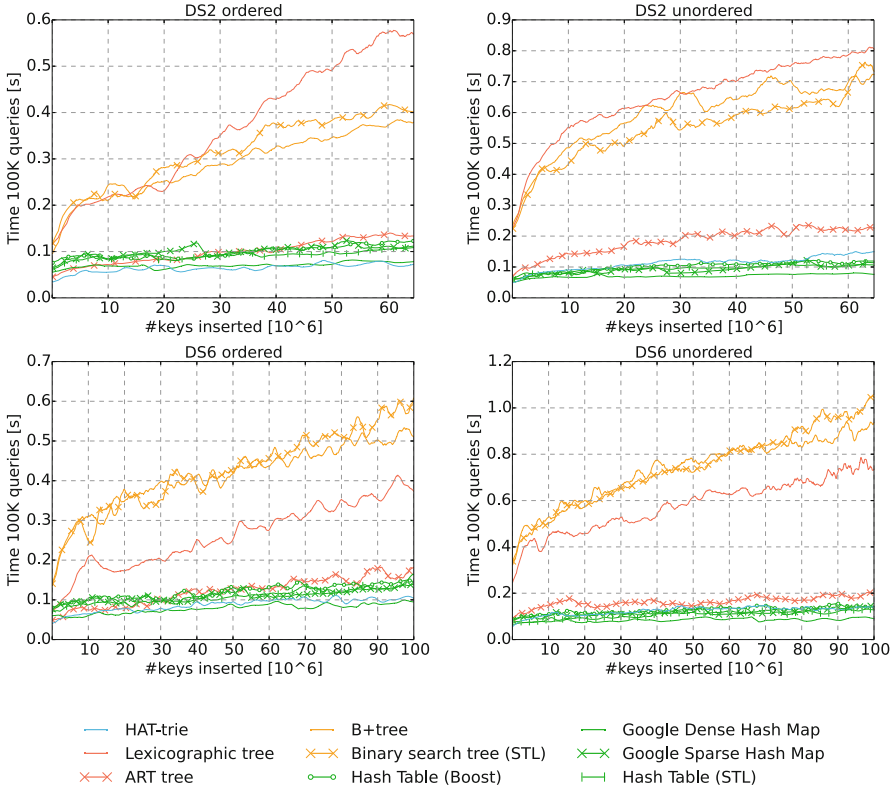 DS2 ordered
0.6
0.5
0.4
0.3
0.2
0.1
0.0
Time 100K queries [s]
10 20 30 40 50 60
#keys inserted [10^6]
DS2 unordered
0.9
0.8
0.7
0.6
0.5
0.4
0.3
0.2
0.1
0.0
Time 100K queries [s]
10 20 30 40 50 60
#keys inserted [10^6]
DS6 ordered
0.7
0.6
0.5
0.4
0.3
0.2
0.1
0.0
Time 100K queries [s]
10 20 30 40 50 60 70 80 90 100
#keys inserted [10^6]
DS6 unordered
1.2
1.0
0.8
0.6
0.4
0.2
0.0
Time 100K queries [s]
10 20 30 40 50 60 70 80 90 100
#keys inserted [10^6]
HAT-trie
Lexicographic tree
ART tree
B+tree
Binary search tree (STL)
Hash Table (Boost)
Google Dense Hash Map
Google Sparse Hash Map
Hash Table (STL)